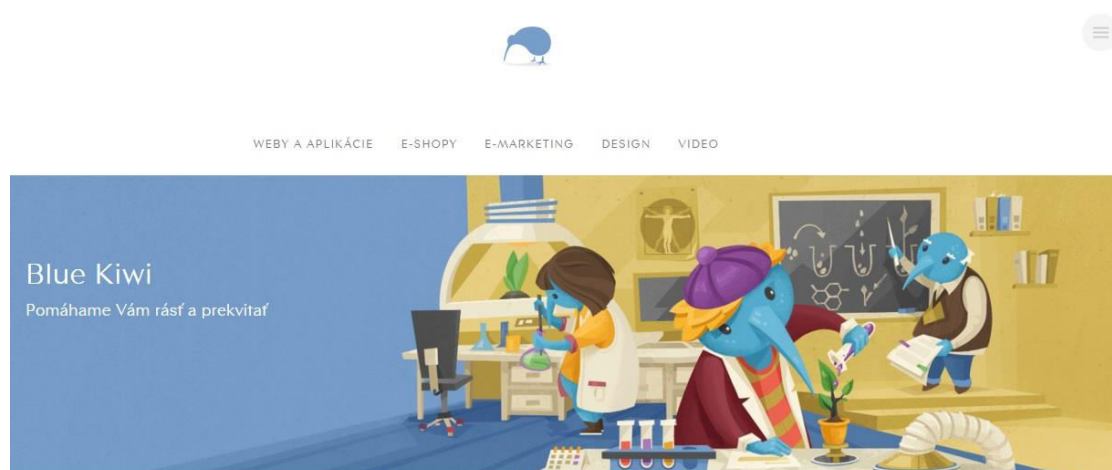 WEBY A APLIKÁCIE E-SHOPY E-MARKETING DESIGN VIDEO
Blue Kiwi
Pomáhame Vám rásť a prekvitať